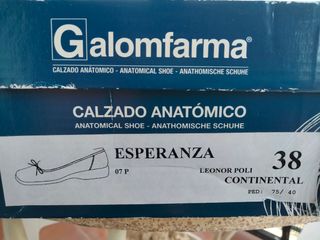 Galomfarma®
CALZADO ANATÓMICO - ANATOMICAL SHOE - ANATHOMISCHE SCHUHE
CALZADO ANATÓMICO
ANATOMICAL SHOE - ANATHOMISCHE SCHUHE
ESPERANZA 38
07 P LEONOR POLI
CONTINENTAL
PED: 75/ 40